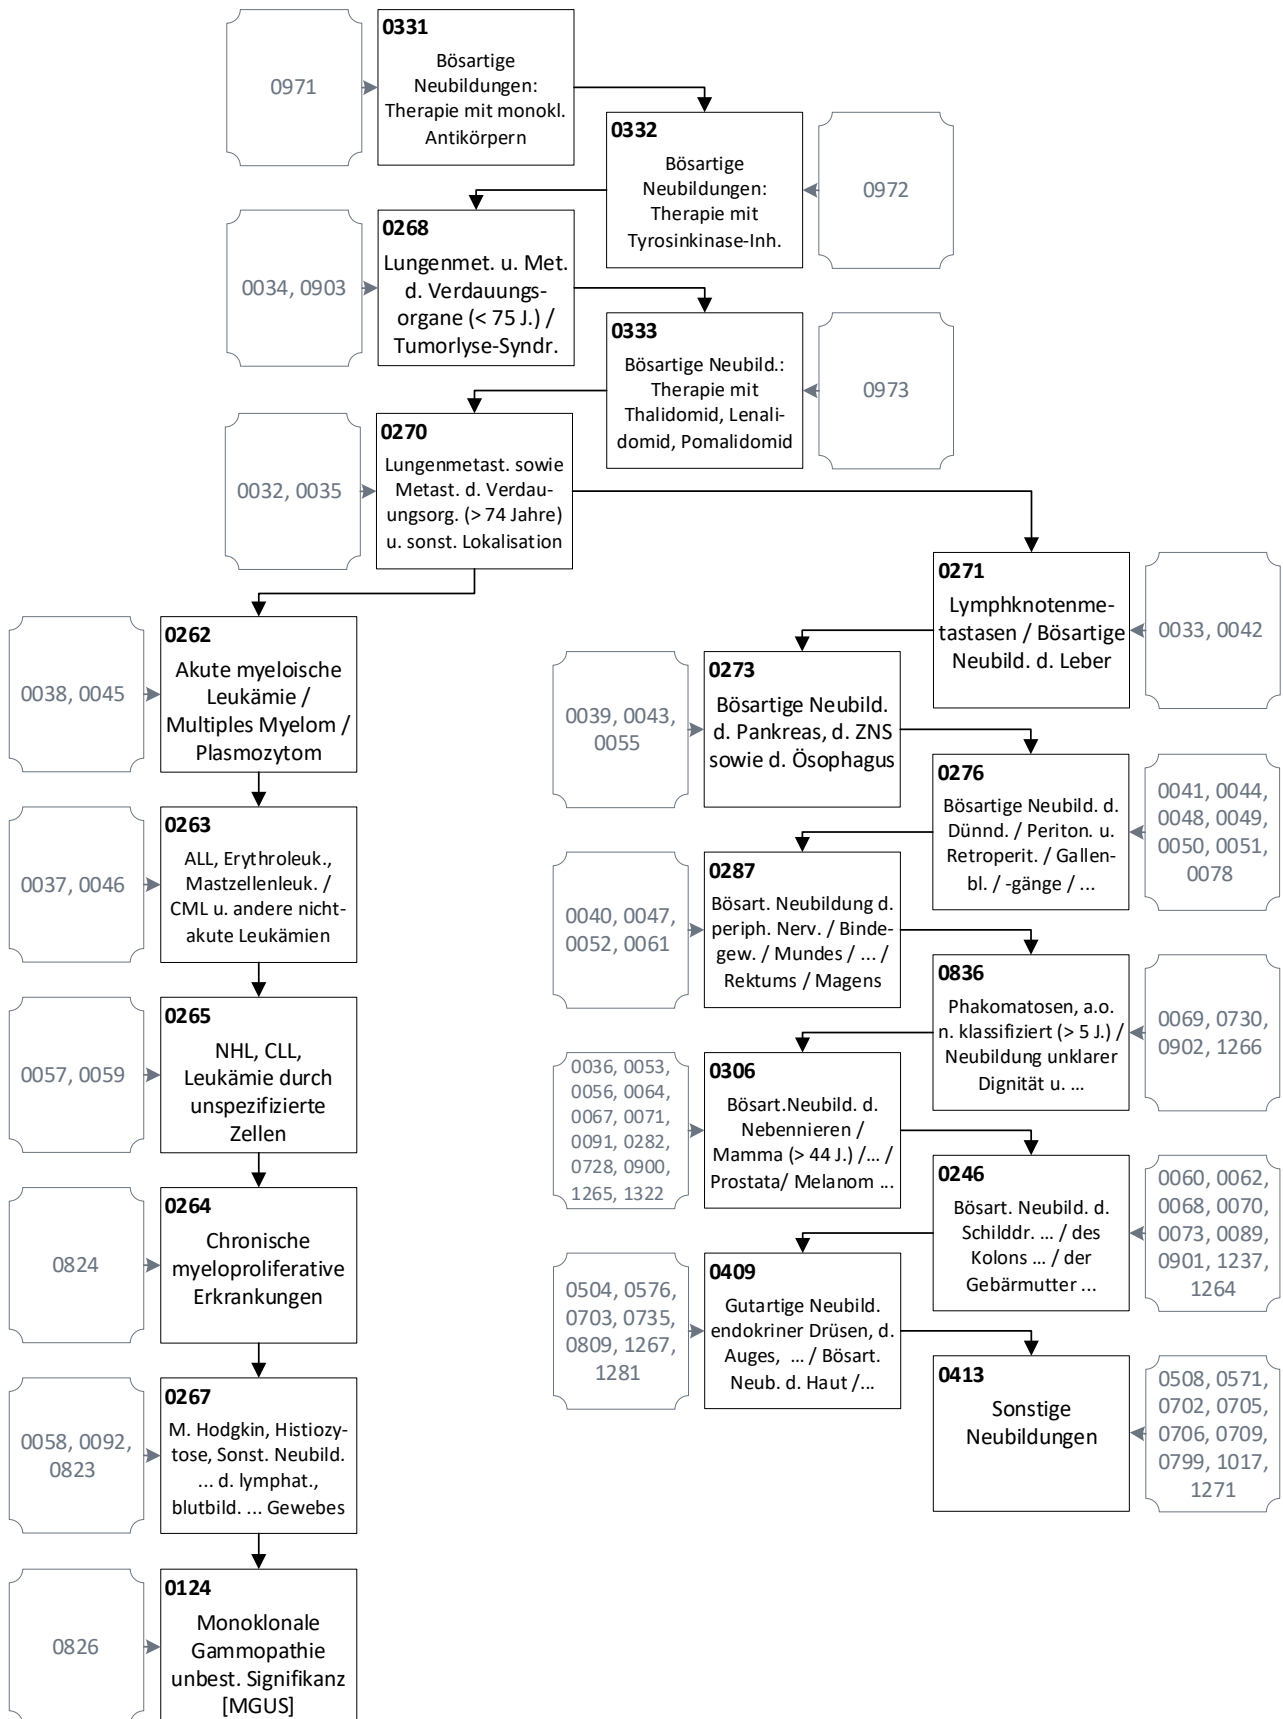 0971
0331
Bösartige
Neubildungen:
Therapie mit monokl.
Antikörpern
0332
Bösartige
Neubildungen:
Therapie mit
Tyrosinkinase-Inh.
0972
0034, 0903
0268
Lungenmet. u. Met.
d. Verdauungs-
organe (< 75 J.) /
Tumorlyse-Syndr.
0333
Bösartige Neubild.:
Therapie mit
Thalidomid, Lenali-
domid, Pomalidomid
0973
0032, 0035
0270
Lungenmetast. sowie
Metast. d. Verdau-
ungsorg. (> 74 Jahre)
u. sonst. Lokalisation
0271
Lymphknotenme-
tastasen / Bösartige
Neubild. d. Leber
0033, 0042
0038, 0045
0262
Akute myeloische
Leukämie /
Multiples Myelom /
Plasmozytom
0039, 0043,
0055
0273
Bösartige Neubild.
d. Pankreas, d. ZNS
sowie d. Ösophagus
0276
Bösartige Neubild. d.
Dünnd. / Periton. u.
Retroperit. / Gallen-
bl. / -gänge / ...
0041, 0044,
0048, 0049,
0050, 0051,
0078
0037, 0046
0263
ALL, Erythroleuk.,
Mastzellenleuk. /
CML u. andere nicht-
akute Leukämien
0040, 0047,
0052, 0061
0287
Bösart. Neubildung d.
periph. Nerv. / Binde-
gew. / Mundes / ... /
Rektums / Magens
0836
Phakomatosen, a.o.
n. klassifiziert (> 5 J.) /
Neubildung unklarer
Dignität u. ...
0069, 0730,
0902, 1266
0057, 0059
0265
NHL, CLL,
Leukämie durch
unspezifizierte
Zellen
0036, 0053,
0056, 0064,
0067, 0071,
0091, 0282,
0728, 0900,
1265, 1322
0306
Bösart.Neubild. d.
Nebennieren /
Mamma (> 44 J.) /... /
Prostata/ Melanom ...
0246
Bösart. Neubild. d.
Schilddr. ... / des
Kolons ... / der
Gebärmutter ...
0060, 0062,
0068, 0070,
0073, 0089,
0901, 1237,
1264
0824
0264
Chronische
myeloproliferative
Erkrankungen
0504, 0576,
0703, 0735,
0809, 1267,
1281
0409
Gutartige Neubild.
endokriner Drüsen, d.
Auges, ... / Bösart.
Neub. d. Haut /...
0413
Sonstige
Neubildungen
0508, 0571,
0702, 0705,
0706, 0709,
0799, 1017,
1271
0058, 0092,
0823
0267
M. Hodgkin, Histiozy-
tose, Sonst. Neubild.
... d. lymphat.,
blutbild. ... Gewebes
0826
0124
Monoklonale
Gammopathie
unbest. Signifikanz
[MGUS]